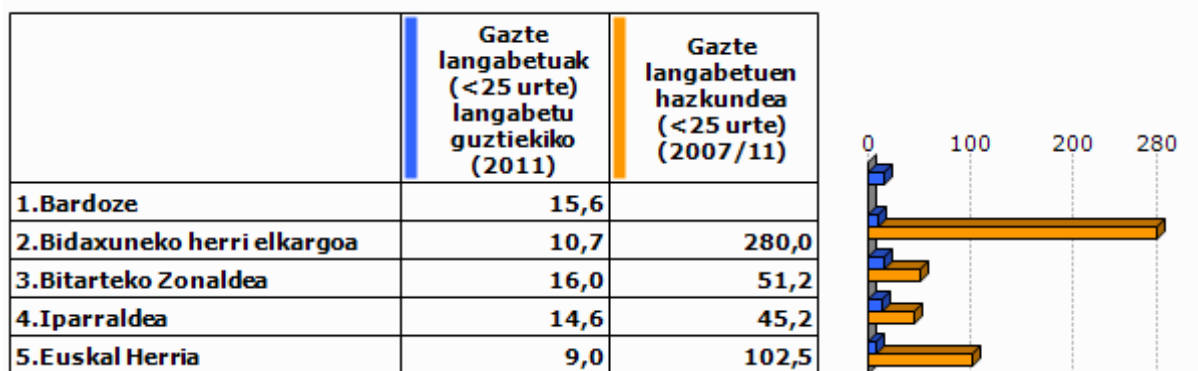 Gazte
langabetuak
(<25 urte)
langabetu
guztiekiko
(2011)
Gazte
langabetuen
hazkundea
(<25 urte)
(2007/11)
0 100 200 280
1.Bardoze 15,6
2.Bidaxuneko herri elkargoa 10,7 280,0
3.Bitarteko Zonaldea 16,0 51,2
4.Iparraldea 14,6 45,2
5.Euskal Herria 9,0 102,5